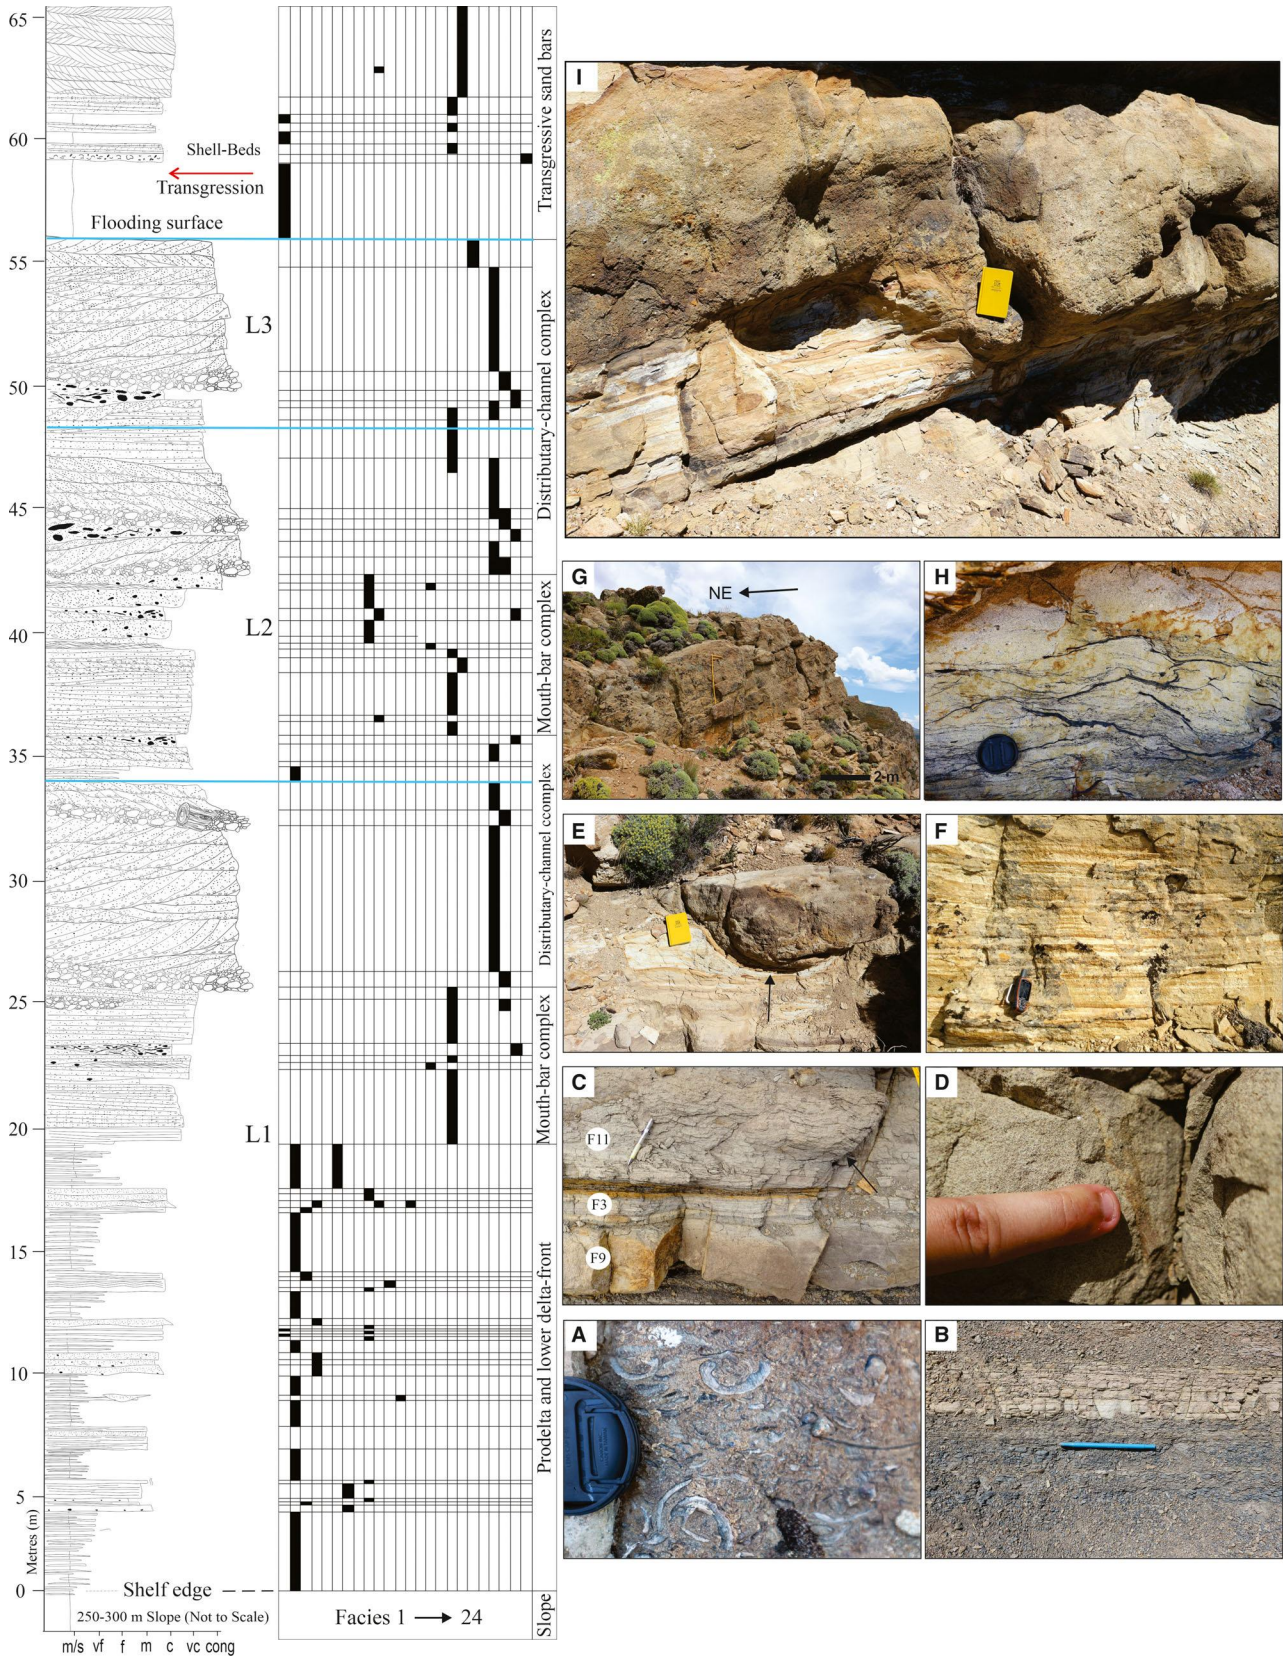 65
60
Shell-Beds
Transgression
Flooding surface
55
L3
50
45
L2
40
35
30
25
L1
20
15
10
5
0
Metres (m)
Shelf edge
250-300 m Slope (Not to Scale)
m/s vf f m c vc cong
Facies 1 → 24
Transgressive sand bars
Distributary-channel complex
Mouth-bar complex
Distributary-channel ccomplex
Mouth-bar complex
Prodelta and lower delta-front
Slope
I
G
NE
2 m
H
E
F
C
F11
F3
F9
D
A
B